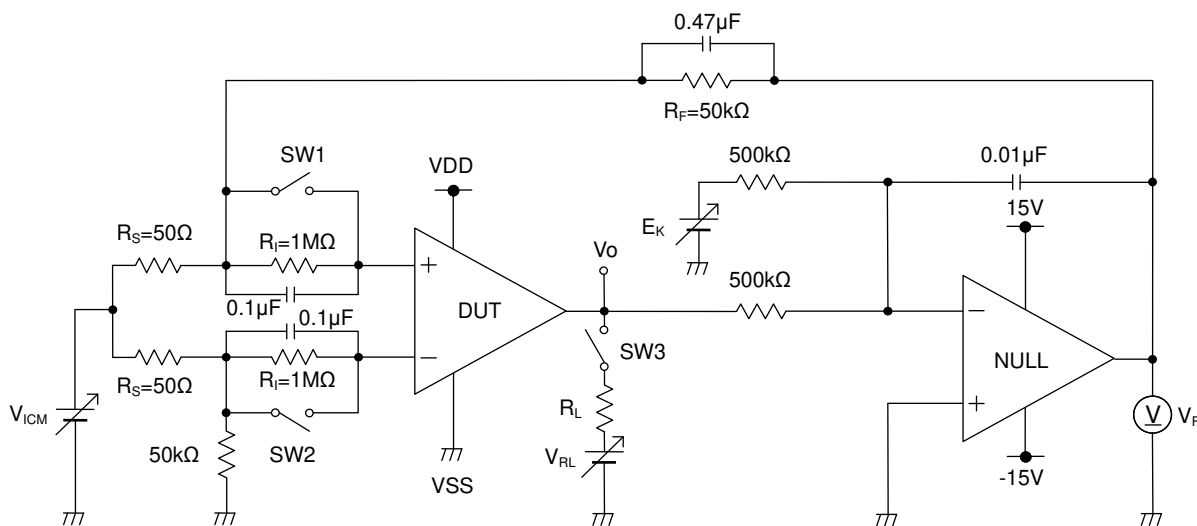 0.47µF
RF=50kΩ
SW1
VDD
500kΩ
0.01µF
15V
EK
RS=50Ω
RI=1MΩ
Vo
500kΩ
0.1µF
0.1µF
DUT
SW3
NULL
RS=50Ω
RI=1MΩ
RL
VICM
V
50kΩ
SW2
VRL
VSS
-15V